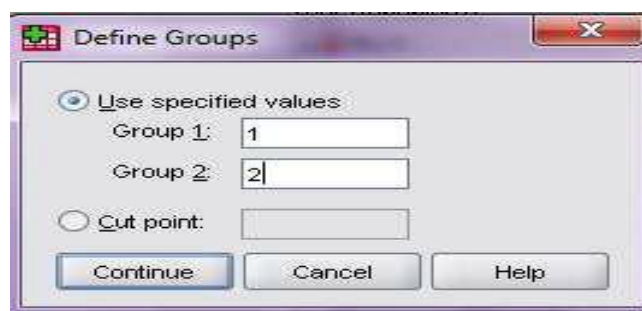 Define Groups
Use specified values
Group 1: 1
Group 2: 2
Cut point:
Continue Cancel Help